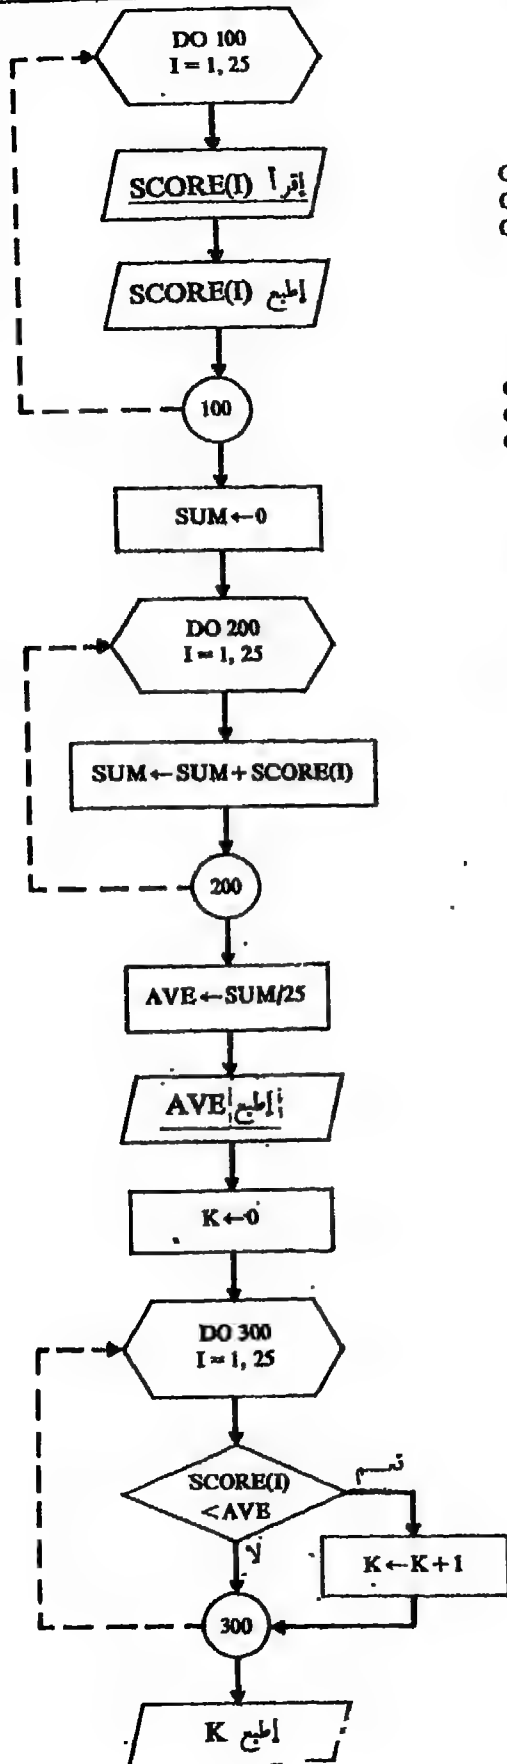 DO 100
I = 1, 25
إقرأ SCORE(I)
إطبع SCORE(I)
100
SUM←0
DO 200
I = 1, 25
SUM←SUM+SCORE(I)
200
AVE←SUM/25
إطبع AVE
K←0
DO 300
I = 1, 25
SCORE(I)
<AVE
نعم
لا
K←K+1
300
إطبع K